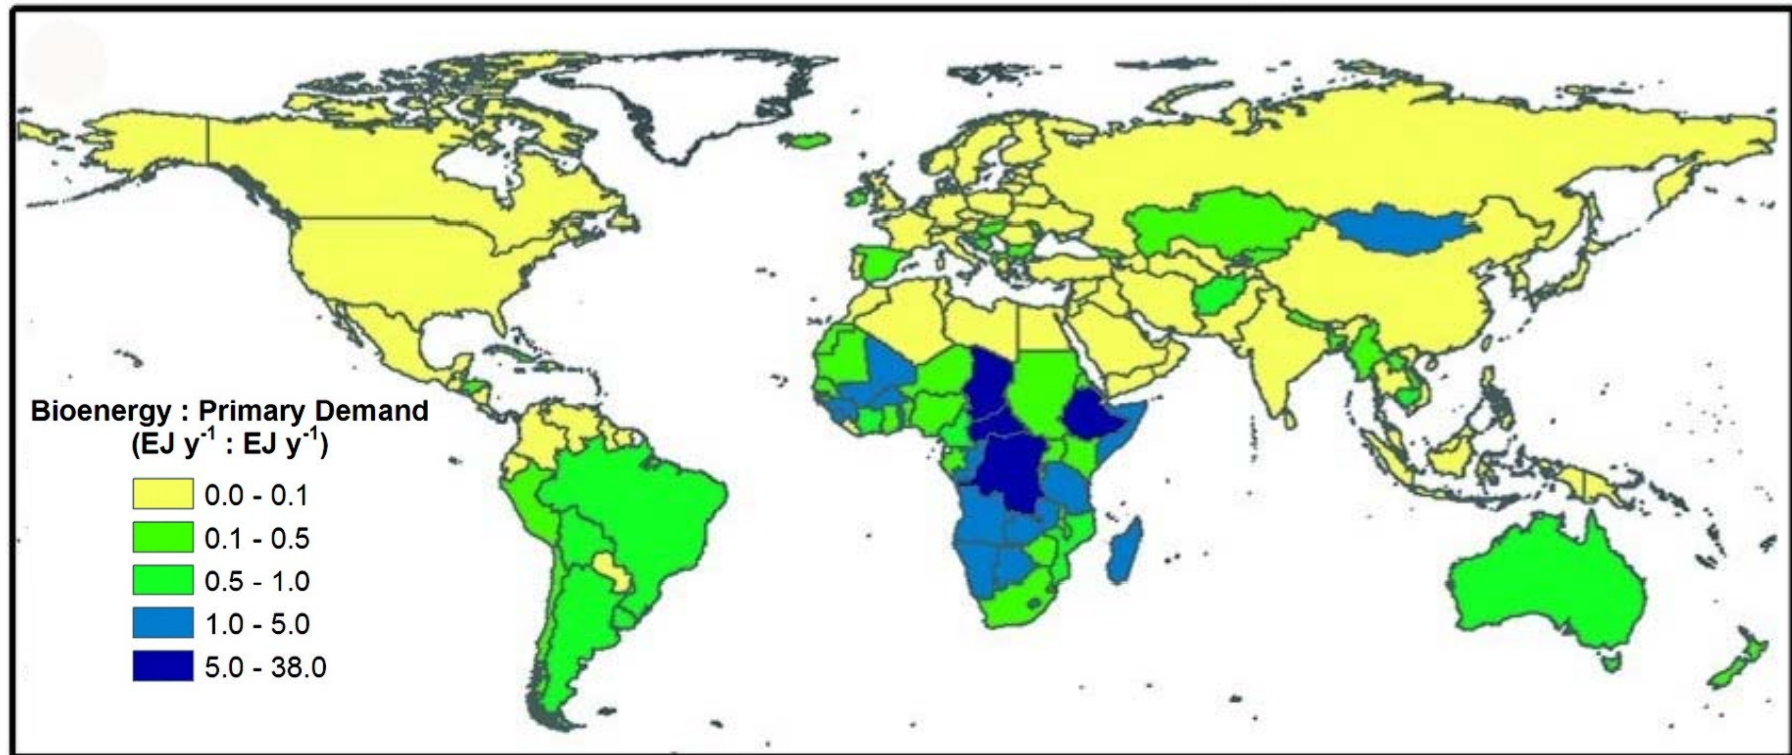 Bioenergy : Primary Demand
(EJ y⁻¹ : EJ y⁻¹)
0.0 - 0.1
0.1 - 0.5
0.5 - 1.0
1.0 - 5.0
5.0 - 38.0